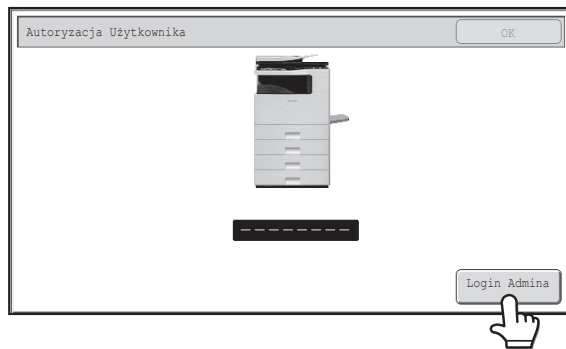 Autoryzacja Użytkownika
OK
– – – – – – – –
Login Admina